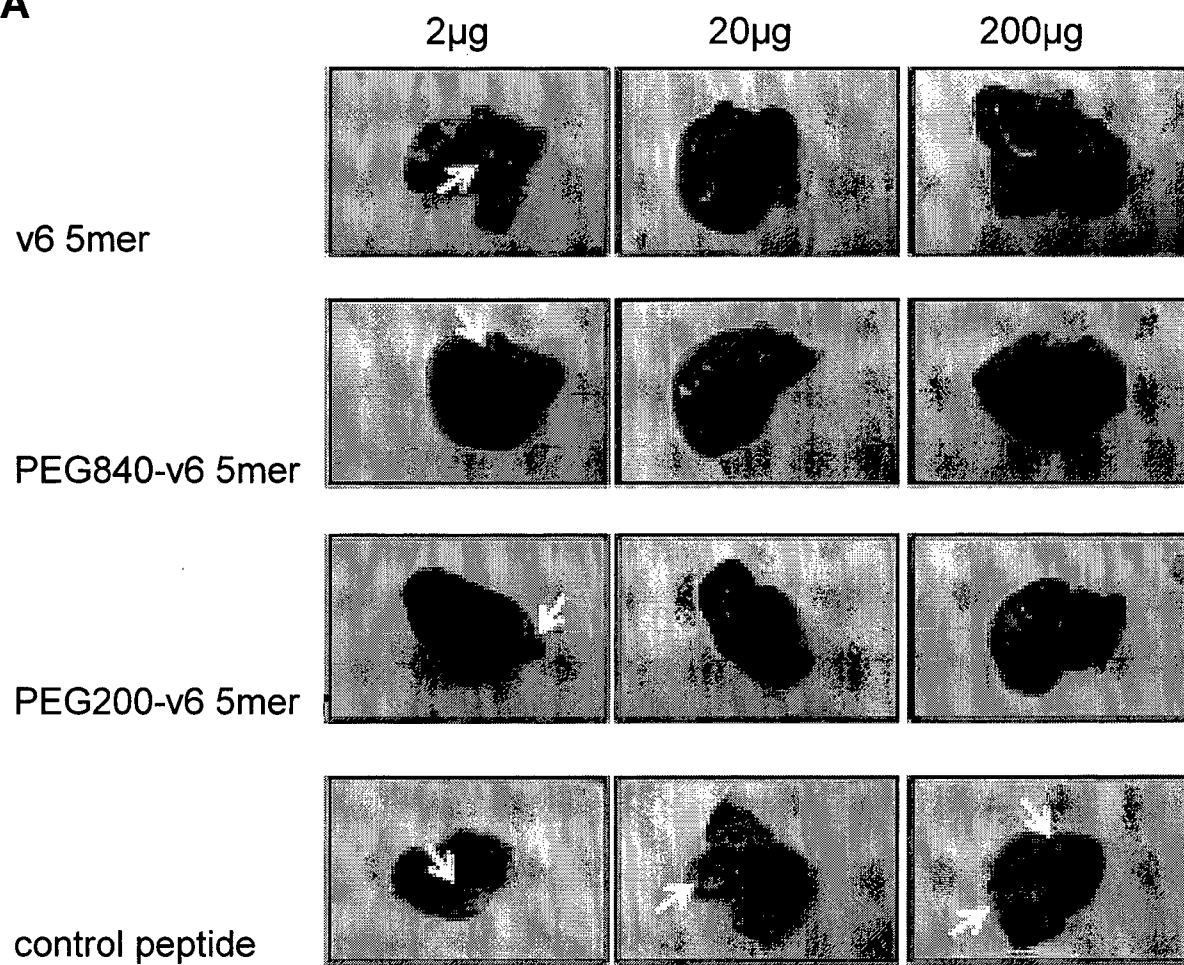 A
2µg 20µg 200µg
v6 5mer
PEG840-v6 5mer
PEG200-v6 5mer
control peptide